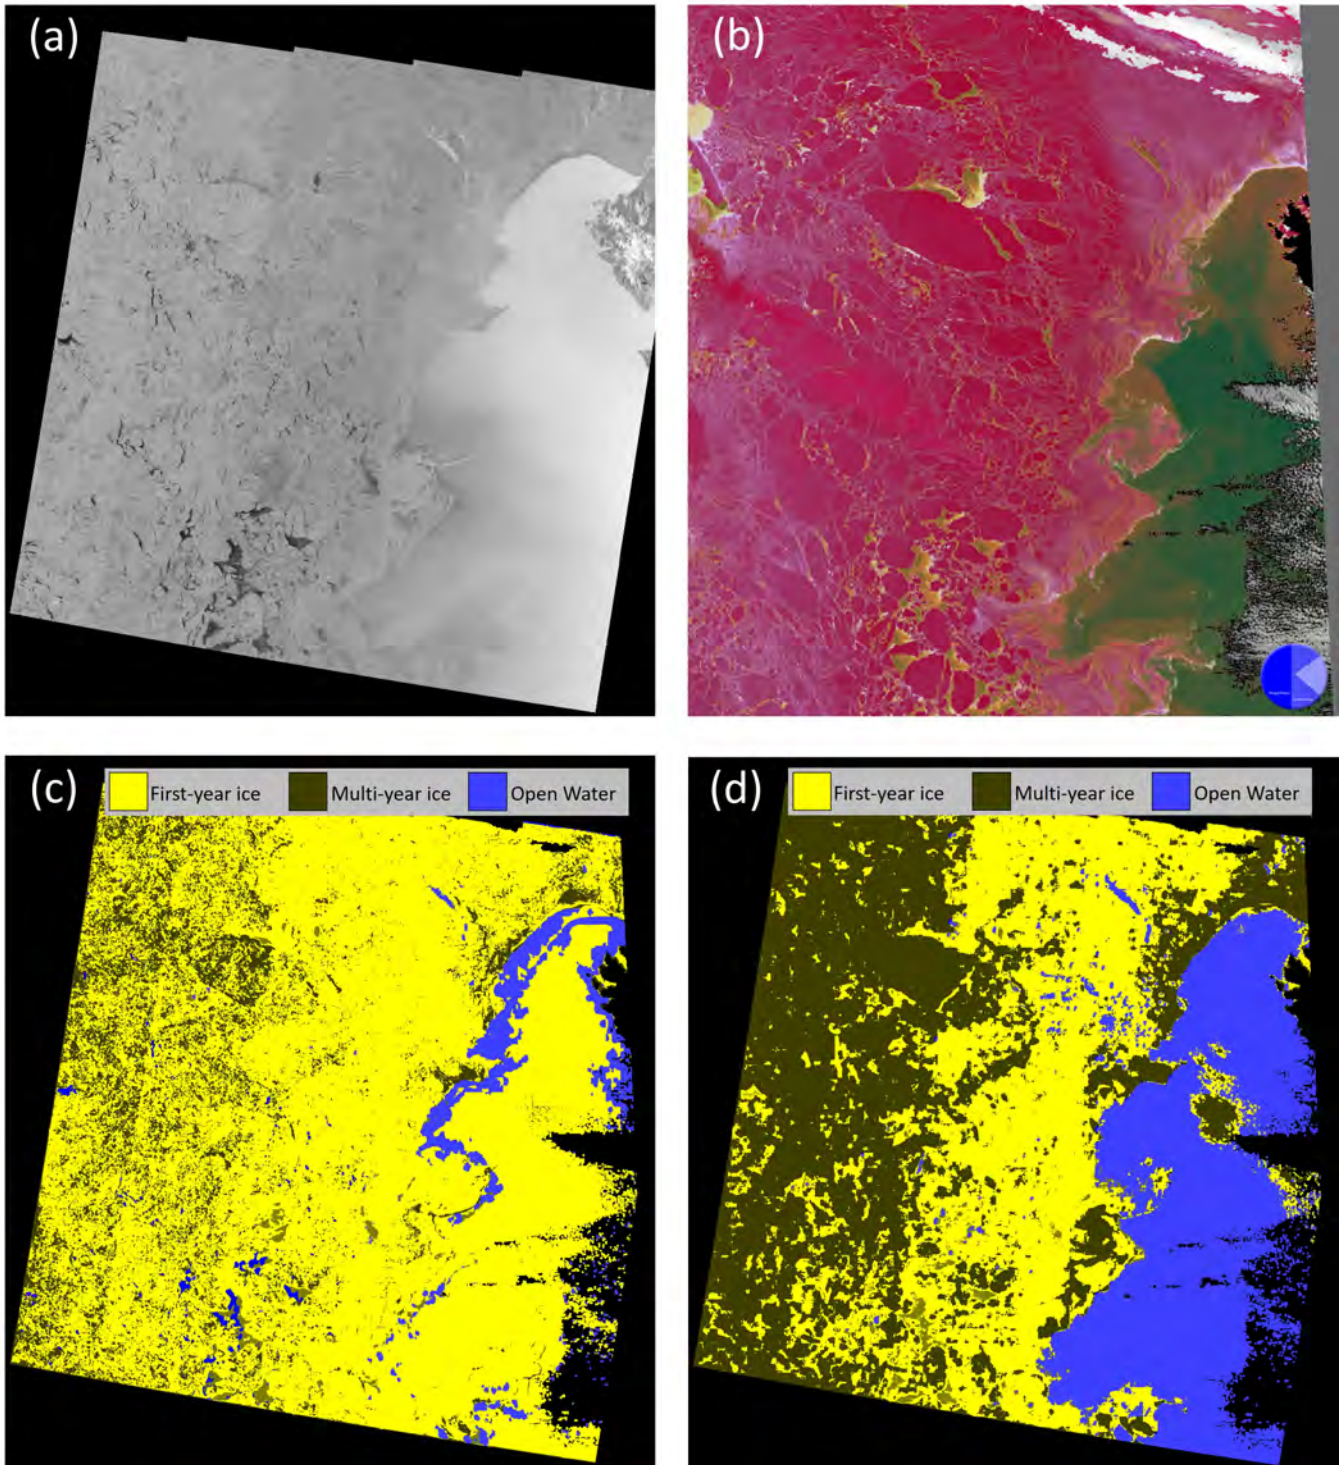 (a)
(b)
(c)
First-year ice
Multi-year ice
Open Water
(d)
First-year ice
Multi-year ice
Open Water